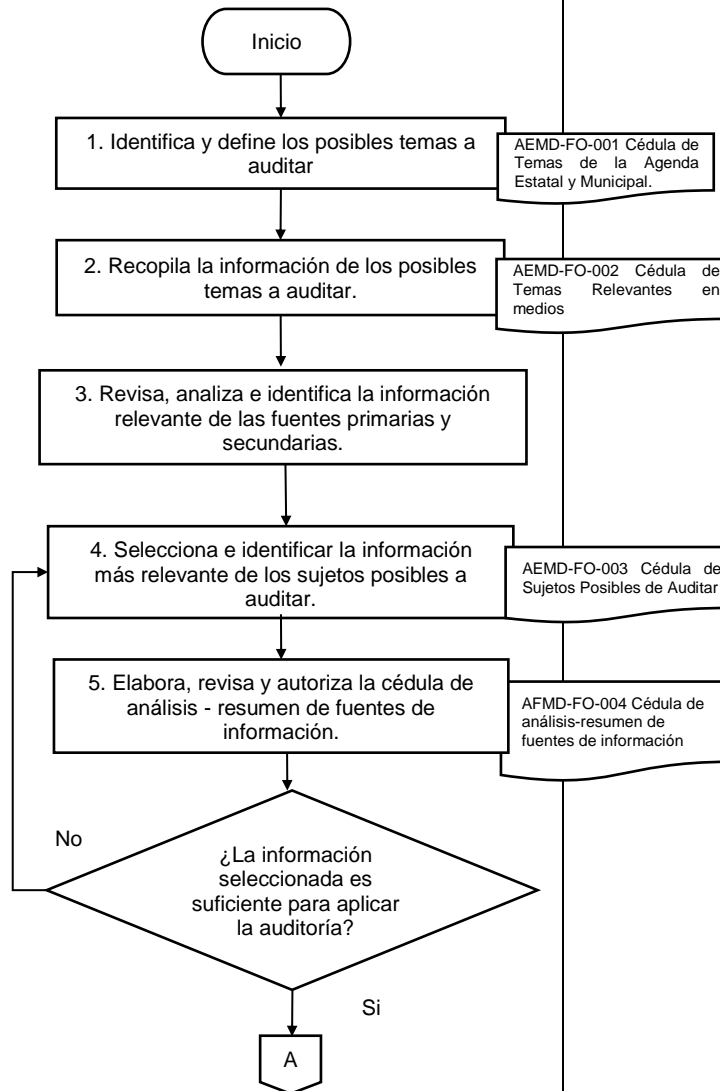 Inicio
1. Identifica y define los posibles temas a
auditar
AEMD-FO-001 Cédula de
Temas de la Agenda
Estatal y Municipal.
2. Recopila la información de los posibles
temas a auditar.
AEMD-FO-002 Cédula de
Temas Relevantes en
medios
3. Revisa, analiza e identifica la información
relevante de las fuentes primarias y
secundarias.
4. Selecciona e identificar la información
más relevante de los sujetos posibles a
auditar.
AEMD-FO-003 Cédula de
Sujetos Posibles de Auditar
5. Elabora, revisa y autoriza la cédula de
análisis - resumen de fuentes de
información.
AFMD-FO-004 Cédula de
análisis-resumen de
fuentes de información
No
¿La información
seleccionada es
suficiente para aplicar
la auditoría?
Si
A